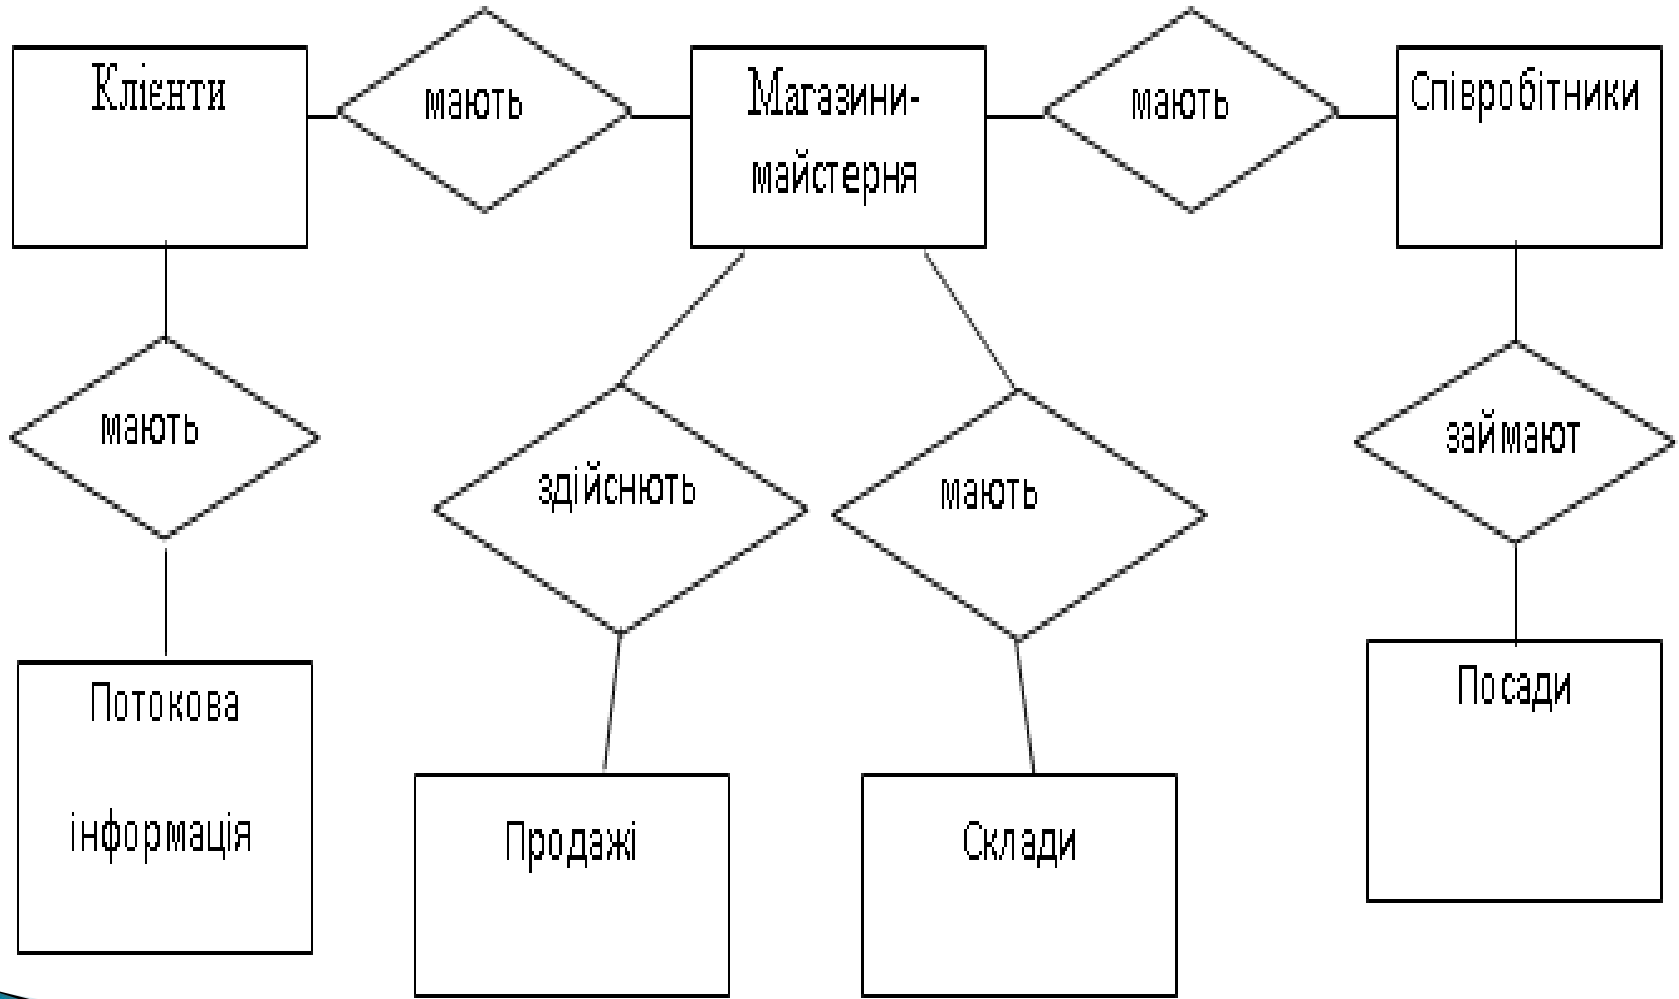 Клієнти
мають
Магазини-
майстерня
мають
Співробітники
мають
здійснють
мають
займают
Потокова
інформація
Продажі
Склади
Посади